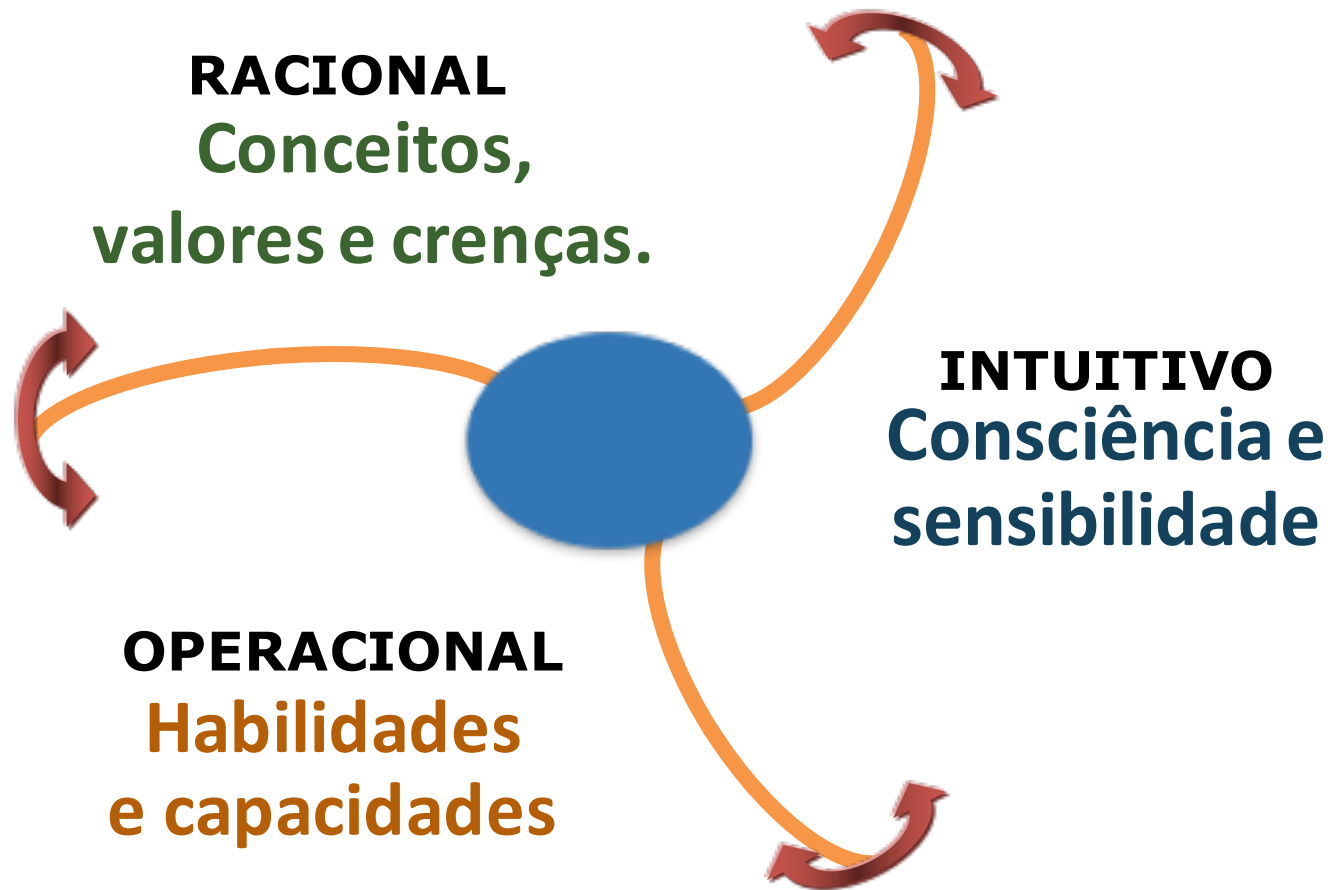 RACIONAL
Conceitos,
valores e crenças.
INTUITIVO
Consciência e
sensibilidade
OPERACIONAL
Habilidades
e capacidades